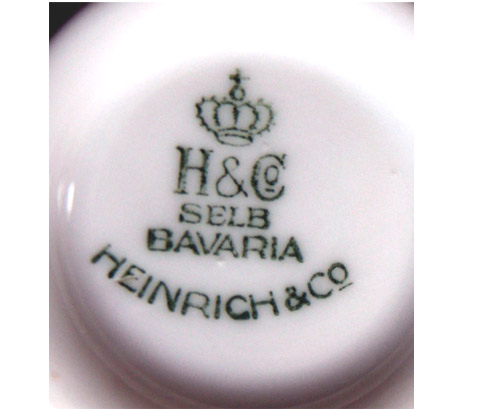 H&Co
SELB
BAVARIA
HEINRICH & Co